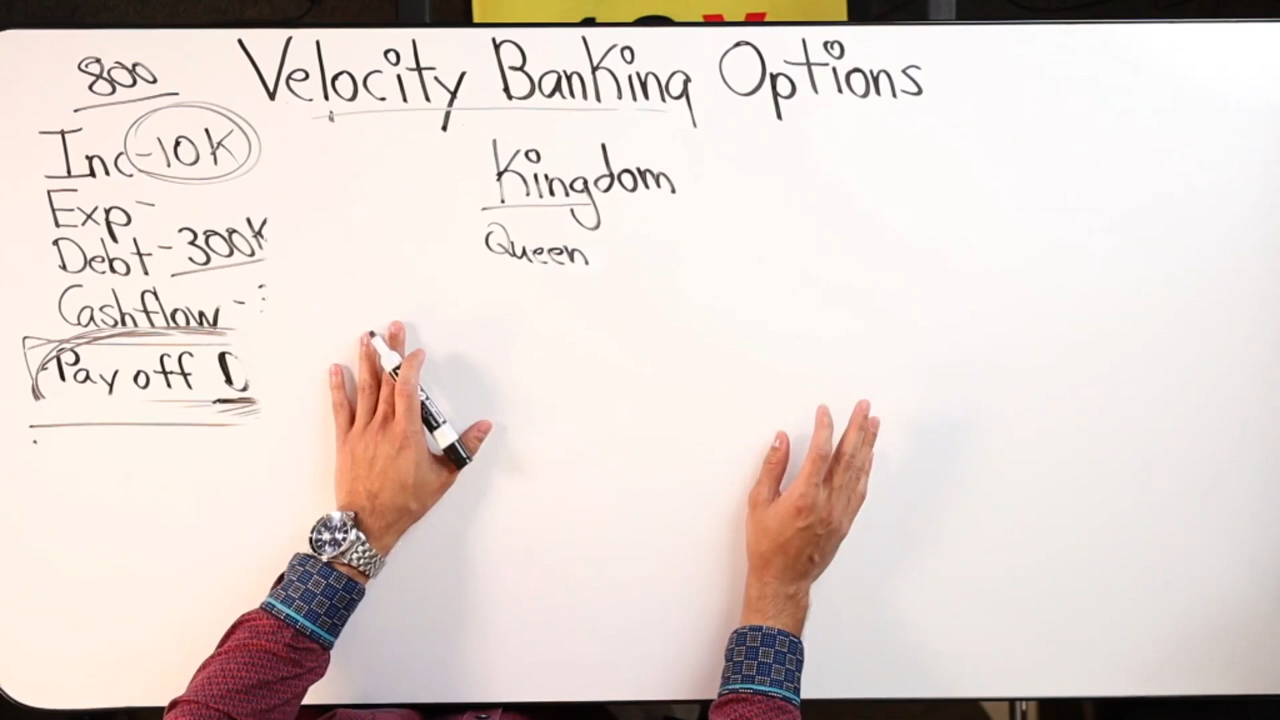 Velocity Banking Options
800
Inc-10K
Exp-
Debt-300K
Cashflow -
Pay off D
Kingdom
Queen